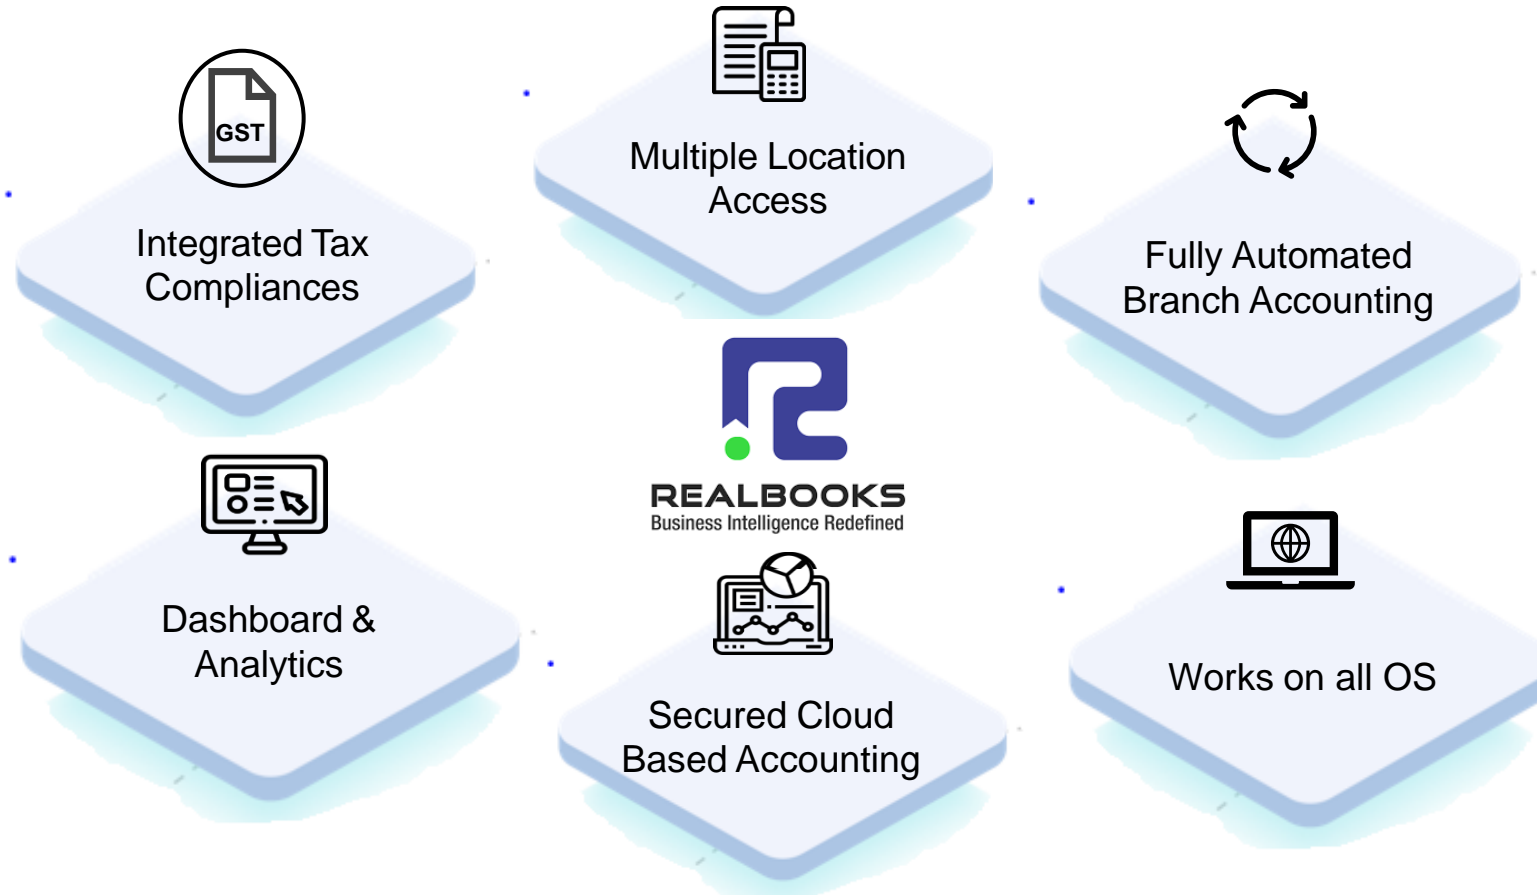 GST
Integrated Tax
Compliances
Multiple Location
Access
Fully Automated
Branch Accounting
REALBOOKS
Business Intelligence Redefined
Dashboard &
Analytics
Secured Cloud
Based Accounting
Works on all OS